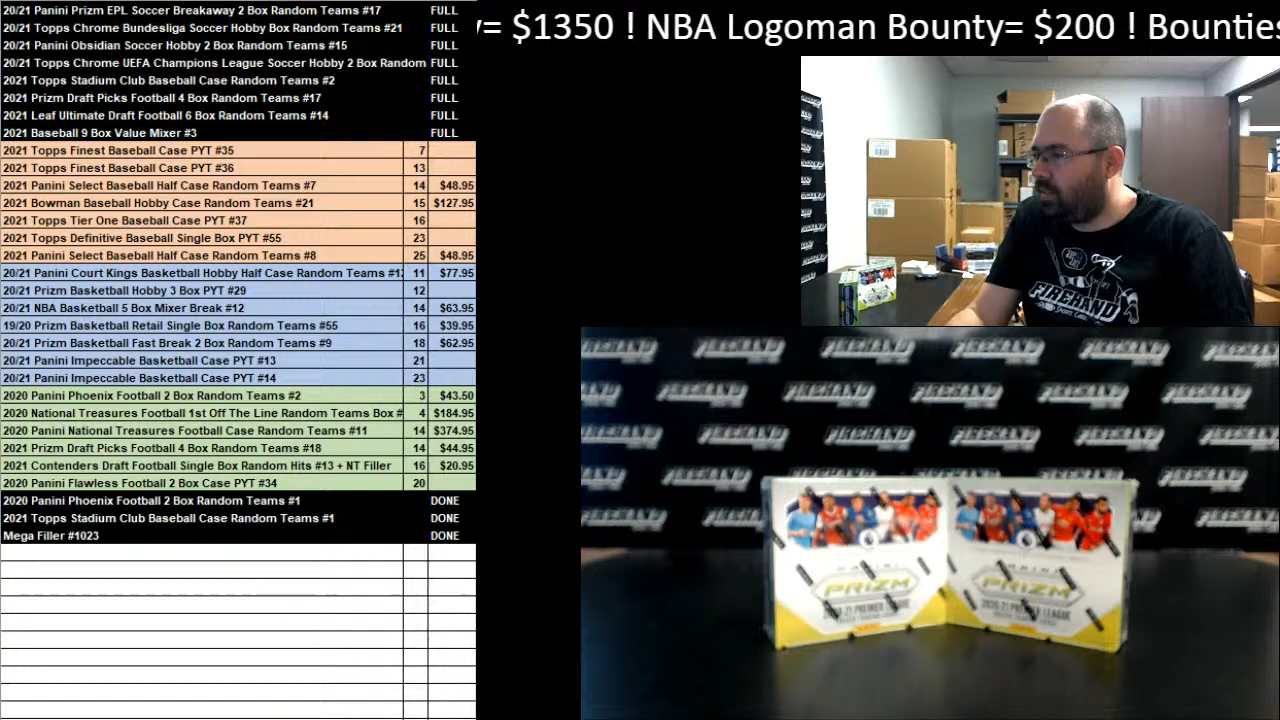 20/21 Panini Prizm EPL Soccer Breakaway 2 Box Random Teams #17 FULL
20/21 Topps Chrome Bundesliga Soccer Hobby Box Random Teams #21 FULL
20/21 Panini Obsidian Soccer Hobby 2 Box Random Teams #15 FULL
20/21 Topps Chrome UEFA Champions League Soccer Hobby 2 Box Random FULL
2021 Topps Stadium Club Baseball Case Random Teams #2 FULL
2021 Prizm Draft Picks Football 4 Box Random Teams #17 FULL
2021 Leaf Ultimate Draft Football 6 Box Random Teams #14 FULL
2021 Baseball 9 Box Value Mixer #3 FULL
2021 Topps Finest Baseball Case PYT #35 7
2021 Topps Finest Baseball Case PYT #36 13
2021 Panini Select Baseball Half Case Random Teams #7 14 $48.95
2021 Bowman Baseball Hobby Case Random Teams #21 15 $127.95
2021 Topps Tier One Baseball Case PYT #37 16
2021 Topps Definitive Baseball Single Box PYT #55 23
2021 Panini Select Baseball Half Case Random Teams #8 25 $48.95
20/21 Panini Court Kings Basketball Hobby Half Case Random Teams #12 11 $77.95
20/21 Prizm Basketball Hobby 3 Box PYT #29 12
20/21 NBA Basketball 5 Box Mixer Break #12 14 $63.95
19/20 Prizm Basketball Retail Single Box Random Teams #55 16 $39.95
20/21 Prizm Basketball Fast Break 2 Box Random Teams #9 18 $62.95
20/21 Panini Impeccable Basketball Case PYT #13 21
20/21 Panini Impeccable Basketball Case PYT #14 23
2020 Panini Phoenix Football 2 Box Random Teams #2 3 $43.50
2020 National Treasures Football 1st Off The Line Random Teams Box # 4 $184.95
2020 Panini National Treasures Football Case Random Teams #11 14 $374.95
2021 Prizm Draft Picks Football 4 Box Random Teams #18 14 $44.95
2021 Contenders Draft Football Single Box Random Hits #13 + NT Filler 16 $20.95
2020 Panini Flawless Football 2 Box Case PYT #34 20
2020 Panini Phoenix Football 2 Box Random Teams #1 DONE
2021 Topps Stadium Club Baseball Case Random Teams #1 DONE
Mega Filler #1023 DONE
= $1350 ! NBA Logoman Bounty= $200 ! Bounties
FIREHAND
FIREHAND
PANINI
PRIZM
2020-21 PREMIER LEAGUE
PANINI
PRIZM
2020-21 PREMIER LEAGUE